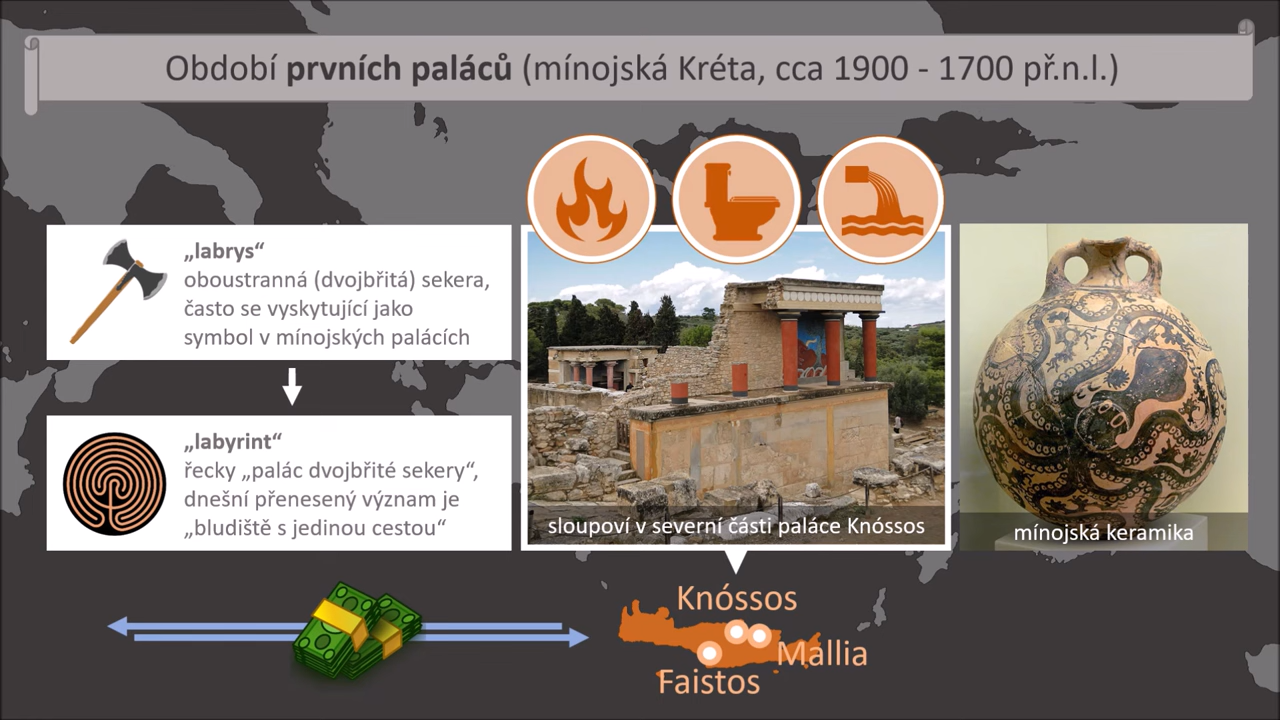 Období prvních paláců (mínojská Kréta, cca 1900 - 1700 př.n.l.)
„labrys“
oboustranná (dvojbřitá) sekera,
často se vyskytující jako
symbol v mínojských palácích
„labyrint“
řecky „palác dvojbřité sekery“,
dnešní přenesený význam je
„bludiště s jedinou cestou“
sloupoví v severní části paláce Knóssos
mínojská keramika
Knóssos
Mallia
Faistos